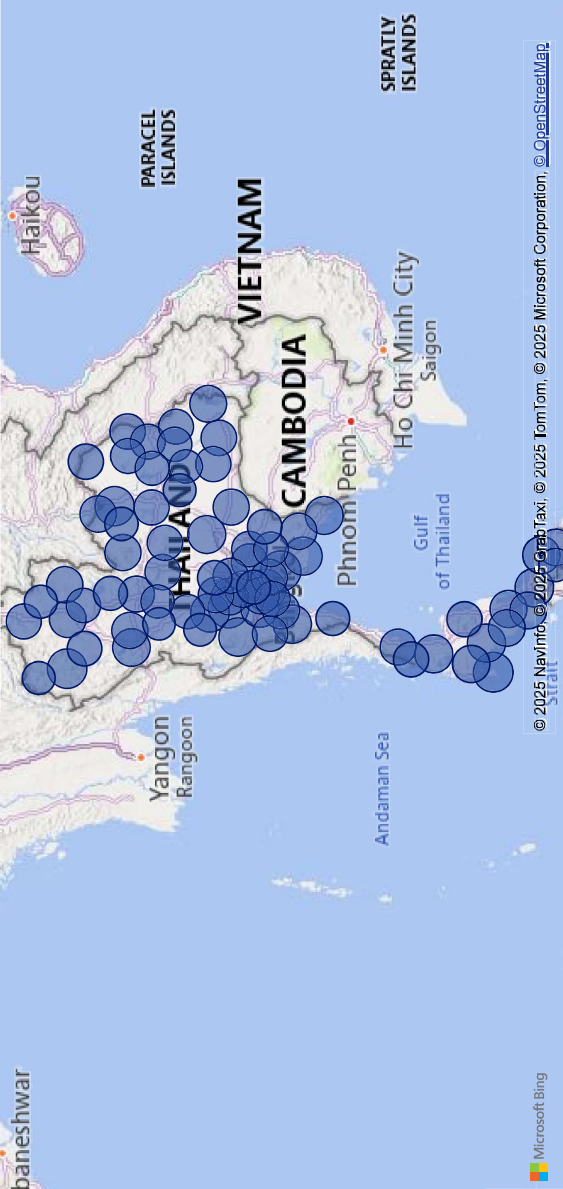 baneshwar
Yangon
Rangoon
Andaman Sea
THAILAND
Haikou
PARACEL
ISLANDS
SPRATLY
ISLANDS
VIETNAM
CAMBODIA
Phnom Penh
Ho Chi Minh City
Saigon
Gulf
of Thailand
Strait
Microsoft Bing
© 2025 NavInfo, © 2025 GrabTaxi, © 2025 TomTom, © 2025 Microsoft Corporation, © OpenStreetMap